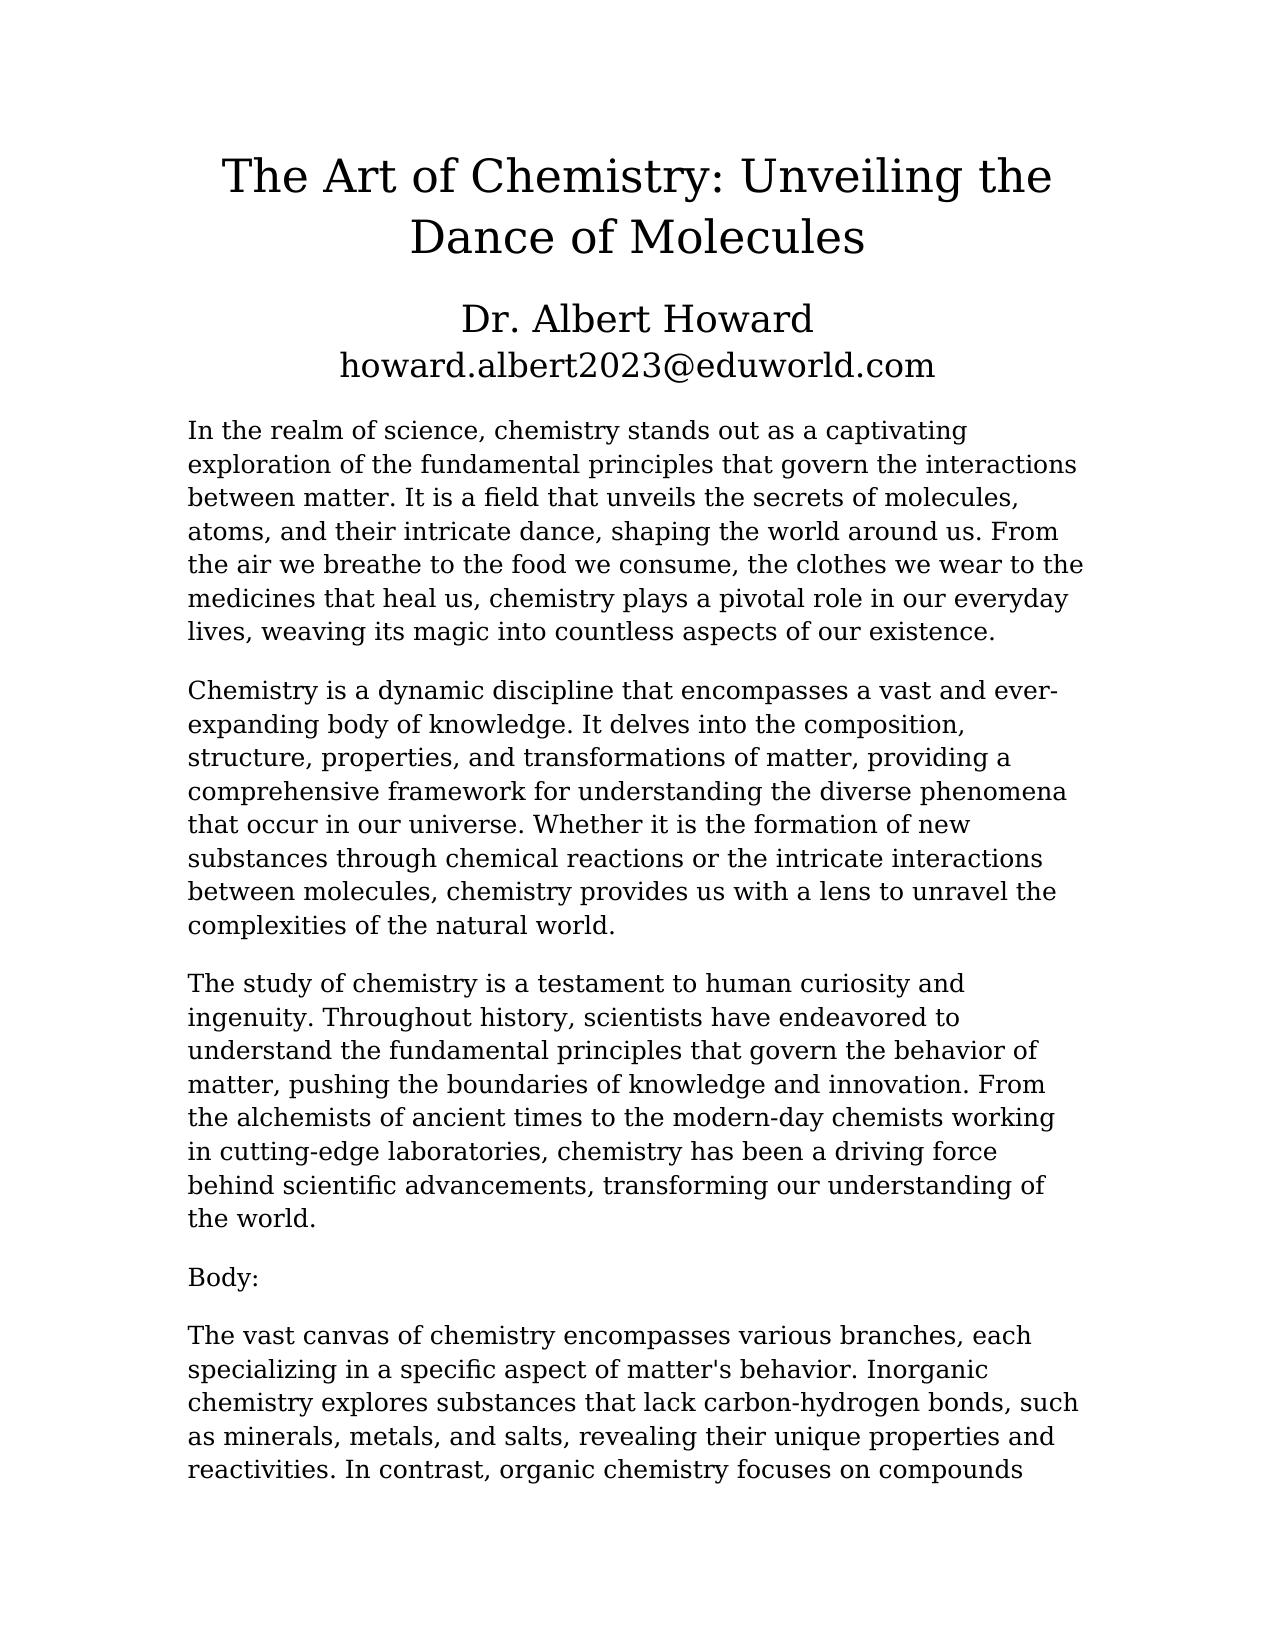 The Art of Chemistry: Unveiling the
Dance of Molecules
Dr. Albert Howard
howard.albert2023@eduworld.com
In the realm of science, chemistry stands out as a captivating
exploration of the fundamental principles that govern the interactions
between matter. It is a field that unveils the secrets of molecules,
atoms, and their intricate dance, shaping the world around us. From
the air we breathe to the food we consume, the clothes we wear to the
medicines that heal us, chemistry plays a pivotal role in our everyday
lives, weaving its magic into countless aspects of our existence.
Chemistry is a dynamic discipline that encompasses a vast and ever-
expanding body of knowledge. It delves into the composition,
structure, properties, and transformations of matter, providing a
comprehensive framework for understanding the diverse phenomena
that occur in our universe. Whether it is the formation of new
substances through chemical reactions or the intricate interactions
between molecules, chemistry provides us with a lens to unravel the
complexities of the natural world.
The study of chemistry is a testament to human curiosity and
ingenuity. Throughout history, scientists have endeavored to
understand the fundamental principles that govern the behavior of
matter, pushing the boundaries of knowledge and innovation. From
the alchemists of ancient times to the modern-day chemists working
in cutting-edge laboratories, chemistry has been a driving force
behind scientific advancements, transforming our understanding of
the world.
Body:
The vast canvas of chemistry encompasses various branches, each
specializing in a specific aspect of matter's behavior. Inorganic
chemistry explores substances that lack carbon-hydrogen bonds, such
as minerals, metals, and salts, revealing their unique properties and
reactivities. In contrast, organic chemistry focuses on compounds